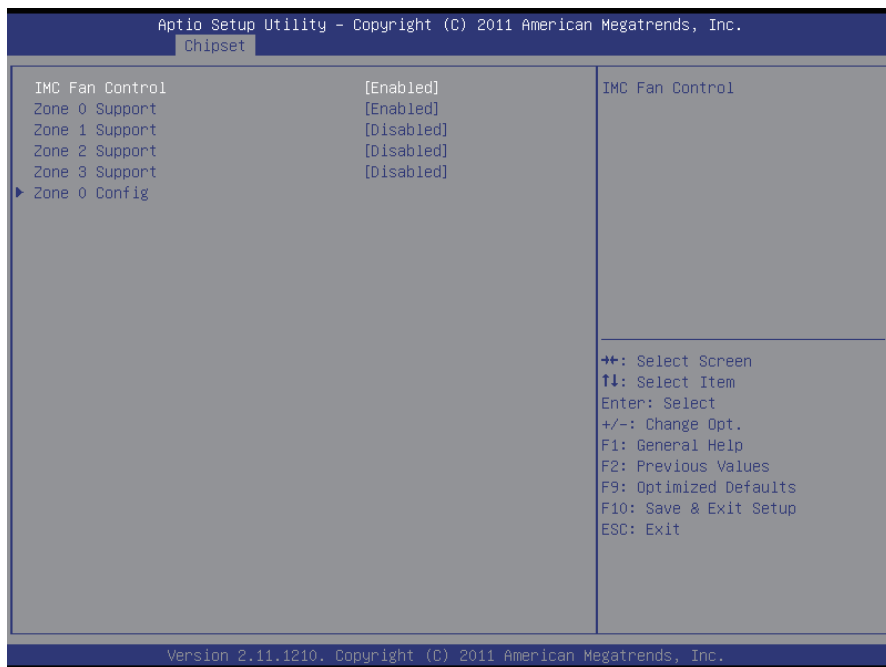 Aptio Setup Utility – Copyright (C) 2011 American Megatrends, Inc.
Chipset
IMC Fan Control [Enabled]
Zone 0 Support [Enabled]
Zone 1 Support [Disabled]
Zone 2 Support [Disabled]
Zone 3 Support [Disabled]
Zone 0 Config
IMC Fan Control
→←: Select Screen
↑↓: Select Item
Enter: Select
+/-: Change Opt.
F1: General Help
F2: Previous Values
F9: Optimized Defaults
F10: Save & Exit Setup
ESC: Exit
Version 2.11.1210. Copyright (C) 2011 American Megatrends, Inc.